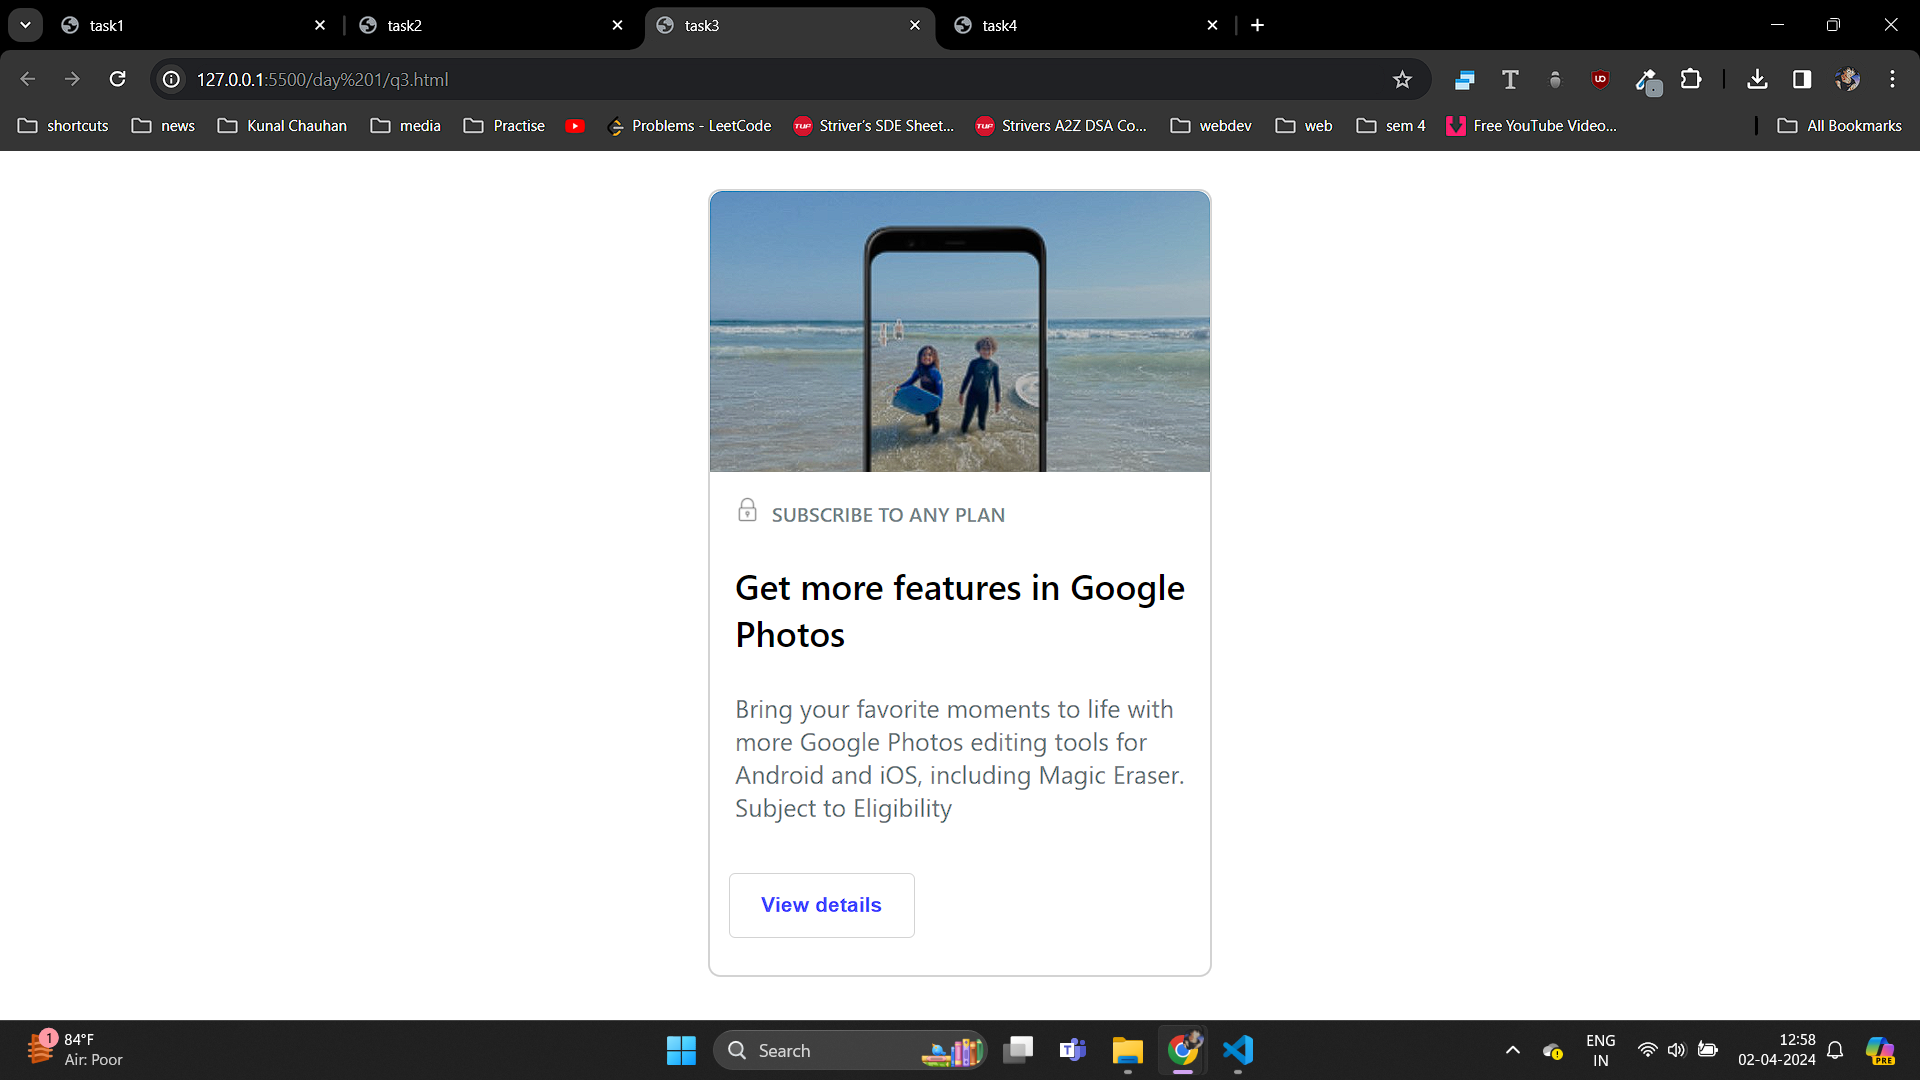 task1
task2
task3
task4
127.0.0.1:5500/day%201/q3.html
shortcuts
news
Kunal Chauhan
media
Practise
Problems - LeetCode
TUF
Striver's SDE Sheet...
TUF
Strivers A2Z DSA Co...
webdev
web
sem 4
Free YouTube Video...
All Bookmarks
SUBSCRIBE TO ANY PLAN
Get more features in Google
Photos
Bring your favorite moments to life with
more Google Photos editing tools for
Android and iOS, including Magic Eraser.
Subject to Eligibility
View details
1
84°F
Air: Poor
Search
ENG
IN
12:58
02-04-2024
PRE